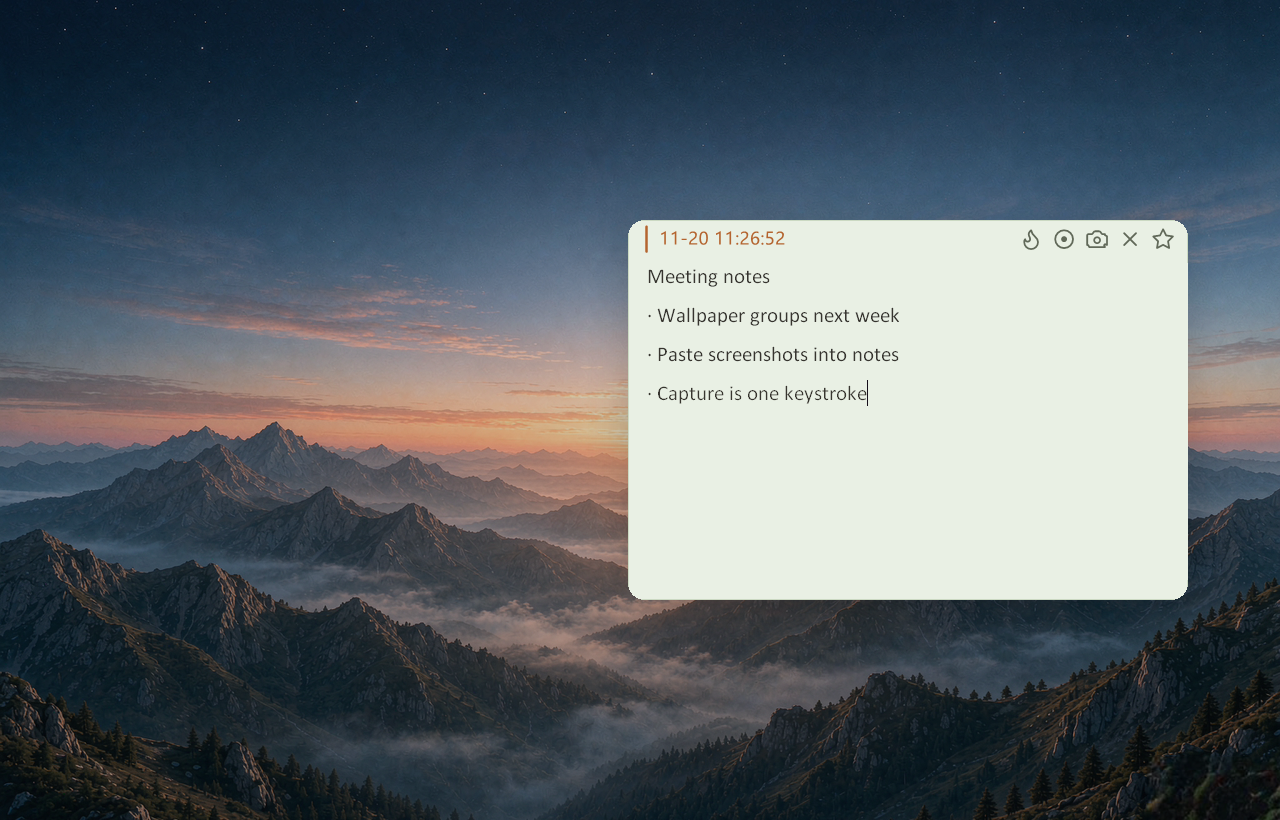 11-20 11:26:52
Meeting notes
· Wallpaper groups next week
· Paste screenshots into notes
· Capture is one keystroke